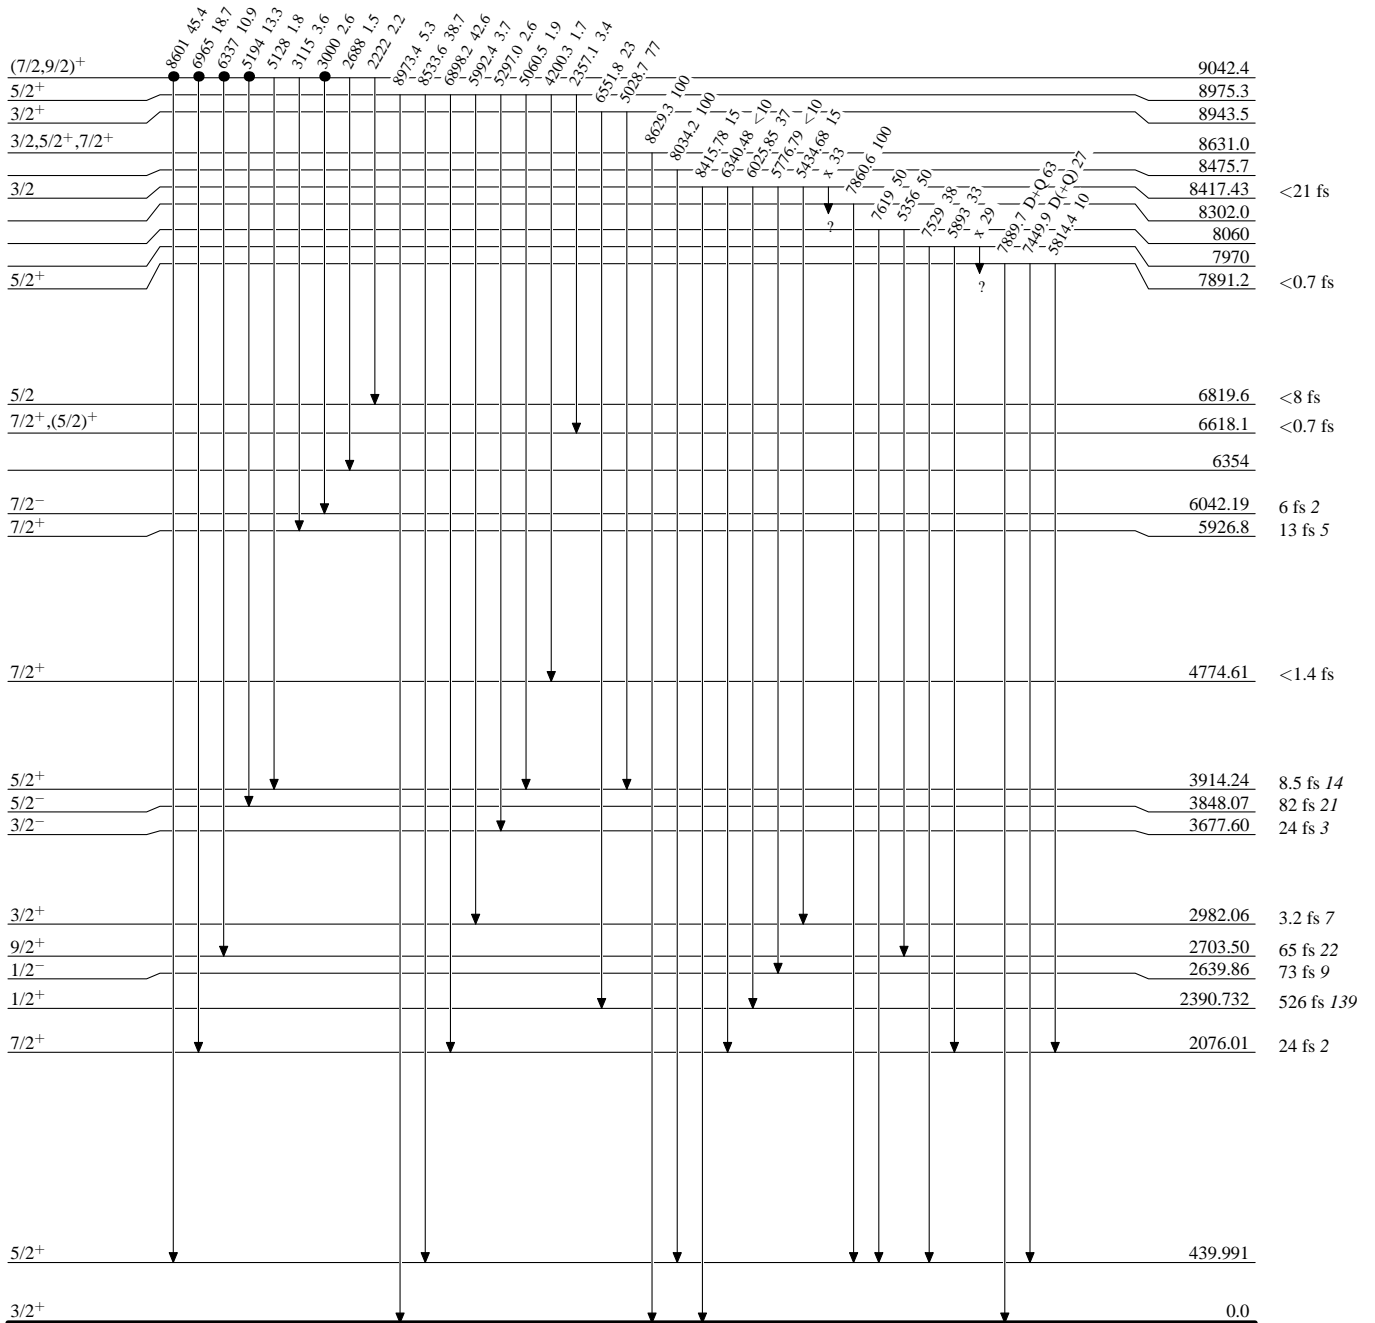 8601 45.4
6965 18.7
6337 10.9
5194 13.3
5128 1.8
3115 3.6
3000 2.6
2688 1.5
2222 2.2
8973.4 5.3
8533.6 38.7
6898.2 42.6
5992.4 3.7
5297.0 2.6
5060.5 1.9
4200.3 1.7
2357.1 3.4
6551.8 23
5028.7 77
8629.3 100
8034.2 100
8415.78 15
6340.48 <10
6025.85 37
5776.79 <10
5434.68 15
x 33
7860.6 100
7619 50
5356 50
7529 38
5893 33
x 29
7889.7 D+Q 63
7449.9 D(+Q) 27
5814.4 10
(7/2,9/2)+ 9042.4
5/2+ 8975.3
3/2+ 8943.5
3/2,5/2+,7/2+ 8631.0
8475.7
3/2 8417.43 <21 fs
8302.0
?
8060
7970
5/2+ 7891.2 <0.7 fs
?
5/2 6819.6 <8 fs
7/2+,(5/2)+ 6618.1 <0.7 fs
6354
7/2− 6042.19 6 fs 2
7/2+ 5926.8 13 fs 5
7/2+ 4774.61 <1.4 fs
5/2+ 3914.24 8.5 fs 14
5/2− 3848.07 82 fs 21
3/2− 3677.60 24 fs 3
3/2+ 2982.06 3.2 fs 7
9/2+ 2703.50 65 fs 22
1/2− 2639.86 73 fs 9
1/2+ 2390.732 526 fs 139
7/2+ 2076.01 24 fs 2
5/2+ 439.991
3/2+ 0.0